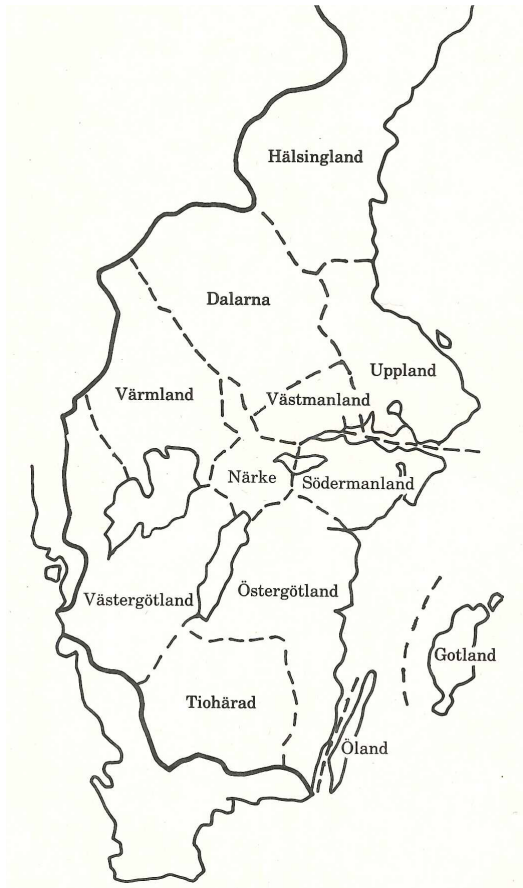 Hälsingland
Dalarna
Uppland
Värmland
Västmanland
Närke
Södermanland
Västergötland
Östergötland
Gotland
Tiohärad
Öland